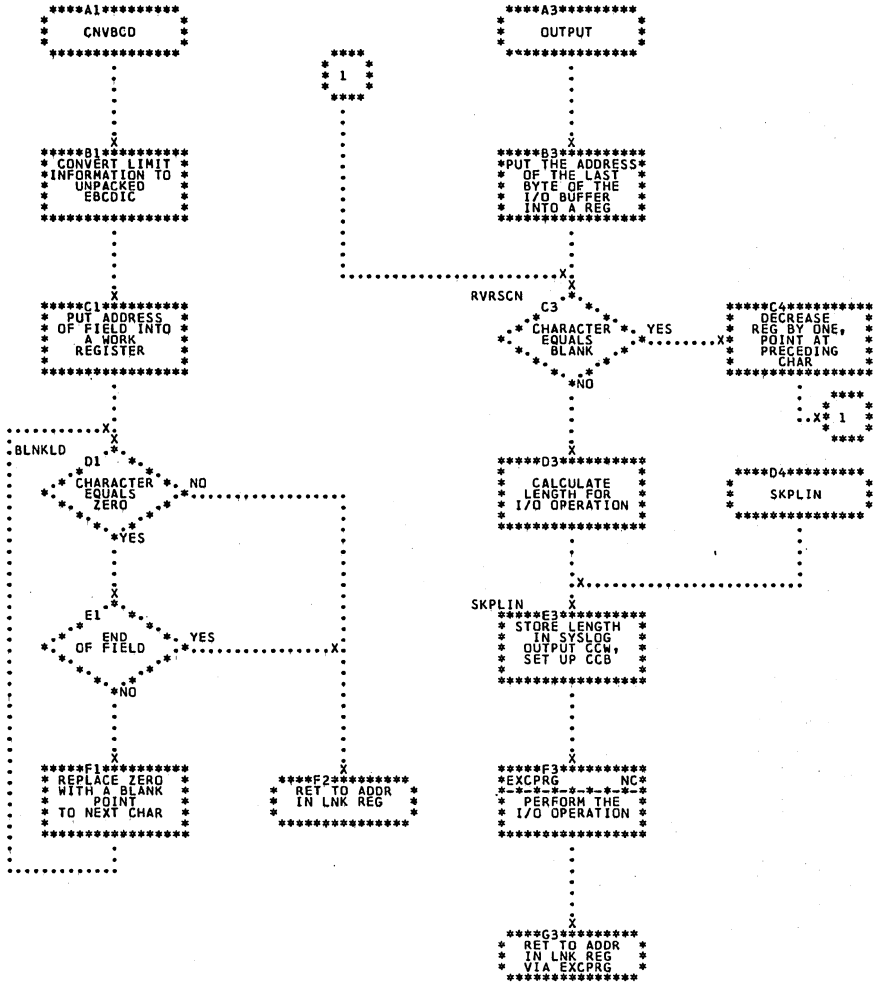 A1
CNVBCD
B1
CONVERT LIMIT
INFORMATION TO
UNPACKED
EBCDIC
C1
PUT ADDRESS
OF FIELD INTO
A WORK
REGISTER
BLNKLD
D1
CHARACTER
EQUALS
ZERO
NO
YES
E1
END
OF FIELD
YES
NO
F1
REPLACE ZERO
WITH A BLANK
POINT
TO NEXT CHAR
F2
RET TO ADDR
IN LNK REG
1
A3
OUTPUT
B3
PUT THE ADDRESS
OF THE LAST
BYTE OF THE
I/O BUFFER
INTO A REG
RVRSCN
C3
CHARACTER
EQUALS
BLANK
YES
NO
C4
DECREASE
REG BY ONE,
POINT AT
PRECEDING
CHAR
1
D3
CALCULATE
LENGTH FOR
I/O OPERATION
D4
SKPLIN
SKPLIN
E3
STORE LENGTH
IN SYSLOG
OUTPUT CCW,
SET UP CCB
F3
EXCPRG NC
PERFORM THE
I/O OPERATION
G3
RET TO ADDR
IN LNK REG
VIA EXCPRG